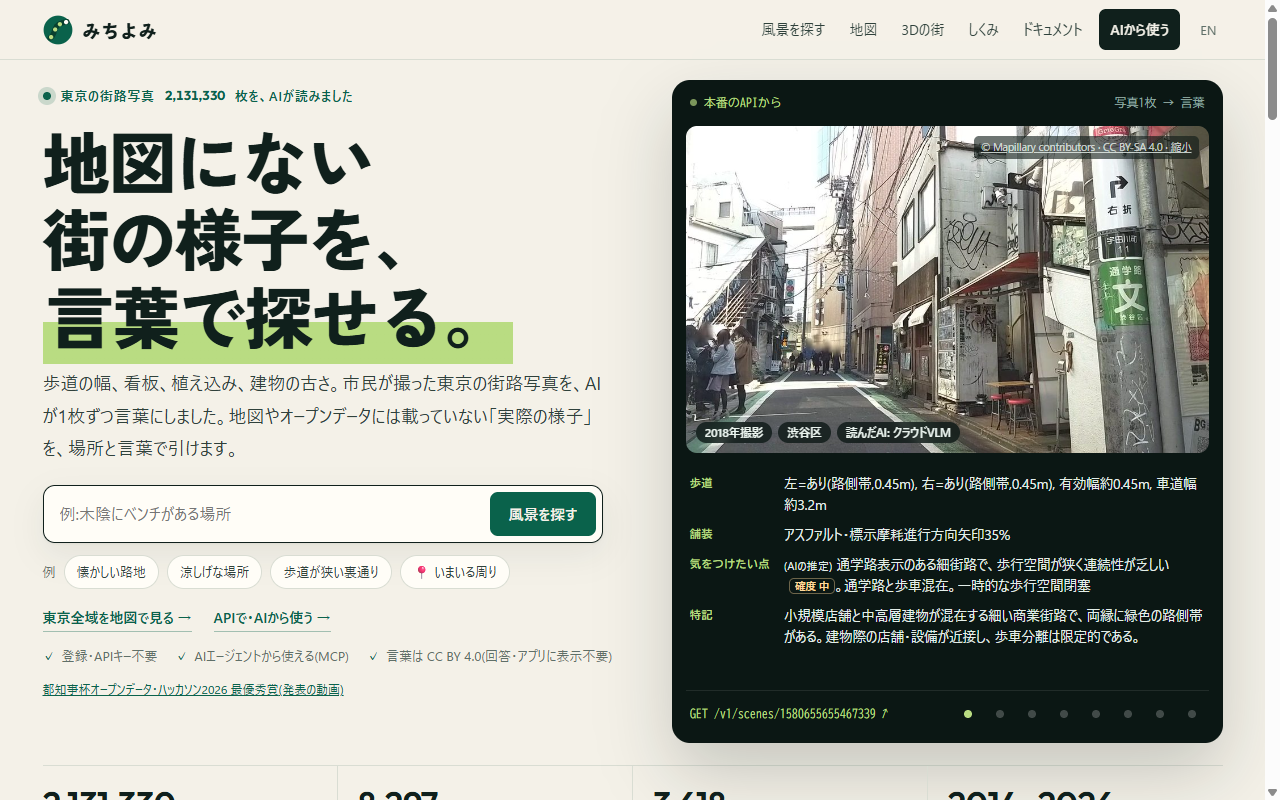 みちよみ
風景を探す
地図
3Dの街
しくみ
ドキュメント
AIから使う
EN
東京の街路写真 2,131,330 枚を、AIが読みました
地図にない
街の様子を、
言葉で探せる。
歩道の幅、看板、植え込み、建物の古さ。市民が撮った東京の街路写真を、AI
が1枚ずつ言葉にしました。地図やオープンデータには載っていない「実際の様子」
を、場所と言葉で引けます。
例:木陰にベンチがある場所
風景を探す
例
懐かしい路地
涼しげな場所
歩道が狭い裏通り
📍 いまいる周り
東京全域を地図で見る →
APIで・AIから使う →
✓ 登録・APIキー不要
✓ AIエージェントから使える(MCP)
✓ 言葉は CC BY 4.0(回答・アプリに表示不要)
都知事杯オープンデータ・ハッカソン2026 最優秀賞(発表の動画)
本番のAPIから
写真1枚 → 言葉
© Mapillary contributors · CC BY-SA 4.0 · 縮小
右折
宇田川町
11
通学路
文
渋谷区
2018年撮影
渋谷区
読んだAI: クラウドVLM
歩道
左=あり(路側帯,0.45m), 右=あり(路側帯,0.45m), 有効幅約0.45m, 車道幅
約3.2m
舗装
アスファルト・標示摩耗進行方向矢印35%
気をつけたい点
(AIの推定) 通学路表示のある細街路で、歩行空間が狭く連続性が乏しい
確度 中 。通学路と歩車混在。一時的な歩行空間閉塞
特記
小規模店舗と中高層建物が混在する細い商業街路で、両縁に緑色の路側帯
がある。建物際の店舗・設備が近接し、歩車分離は限定的である。
GET /v1/scenes/1580655655467339 ↗
2,131,330
8,297
3,418
2014–2024